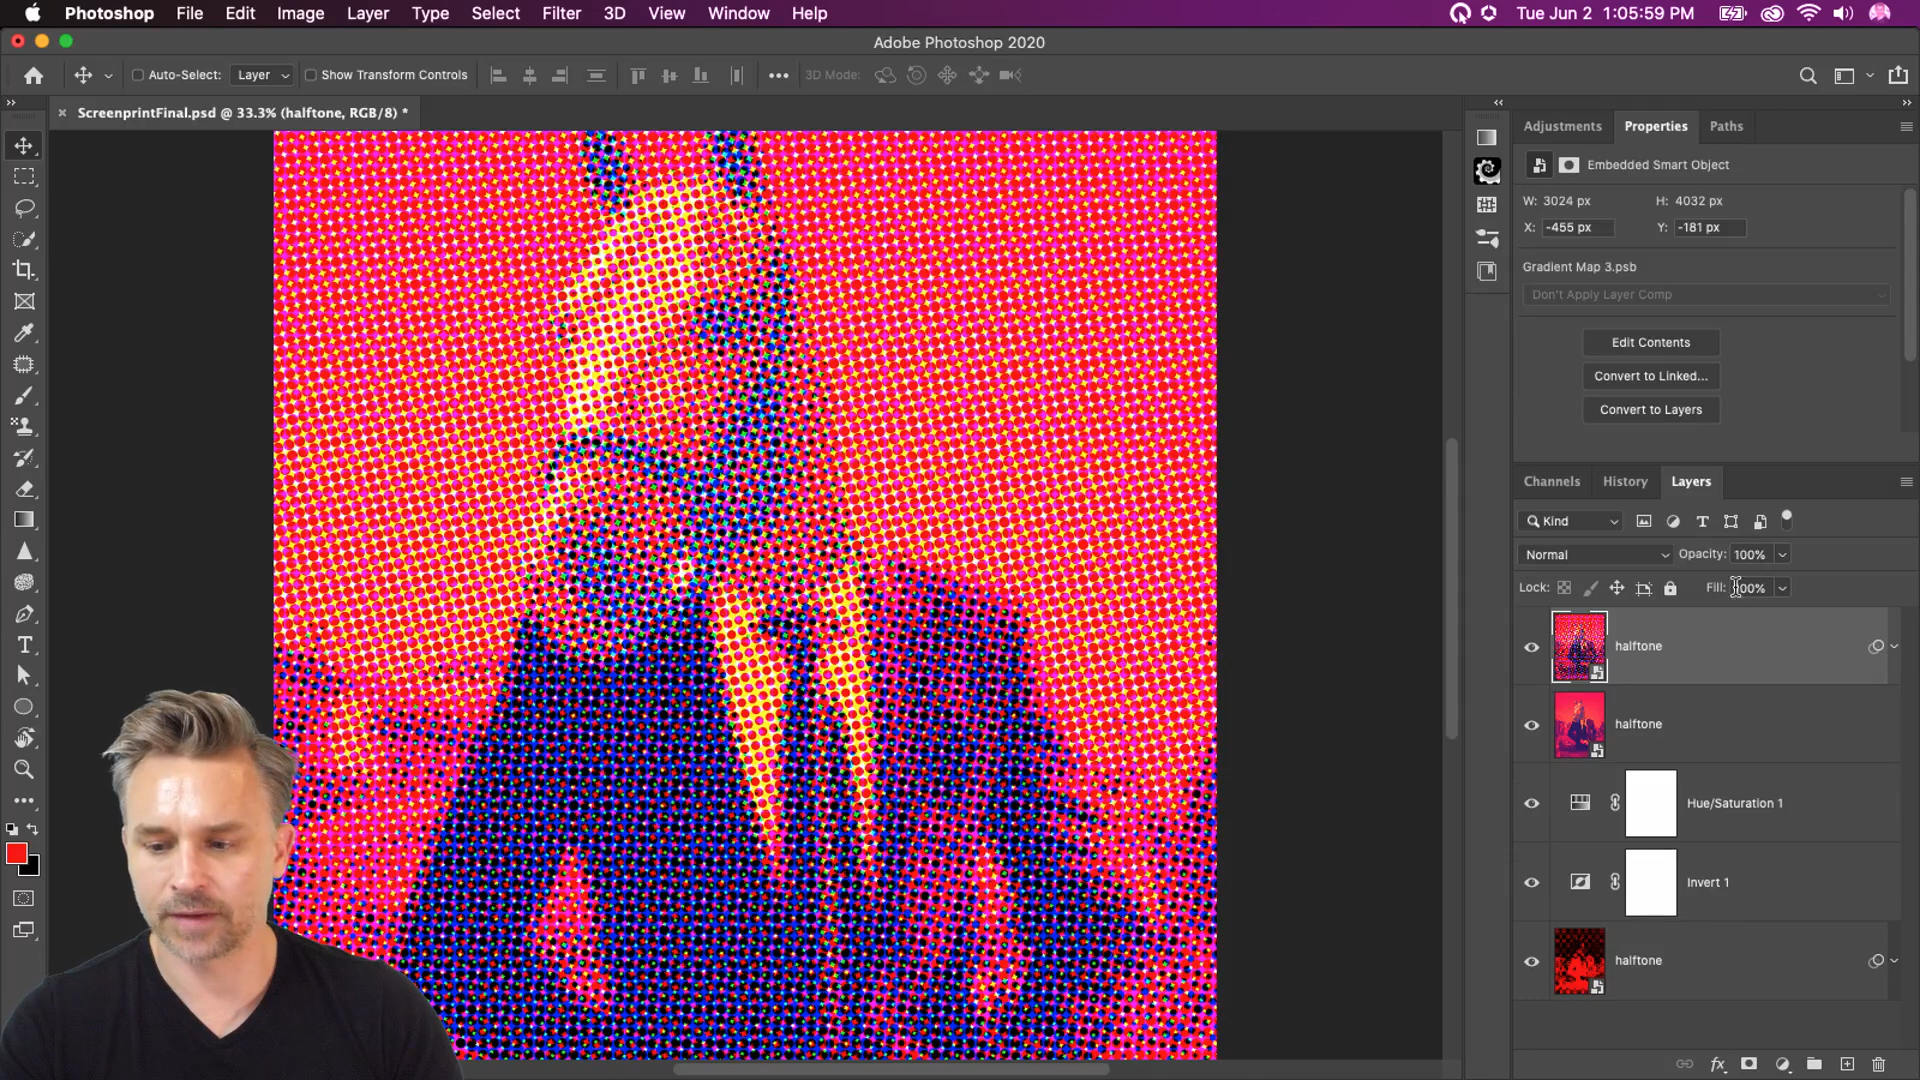 Photoshop File Edit Image Layer Type Select Filter 3D View Window Help Tue Jun 2 1:05:59 PM
Adobe Photoshop 2020
Auto-Select: Layer Show Transform Controls ••• 3D Mode:
ScreenprintFinal.psd @ 33.3% (halftone, RGB/8) *
Adjustments Properties Paths
Embedded Smart Object
W: 3024 px H: 4032 px
X: -455 px Y: -181 px
Gradient Map 3.psb
Don't Apply Layer Comp
Edit Contents
Convert to Linked...
Convert to Layers
Channels History Layers
Kind
Normal Opacity: 100%
Lock: Fill: 100%
halftone
halftone
Hue/Saturation 1
Invert 1
halftone
fx